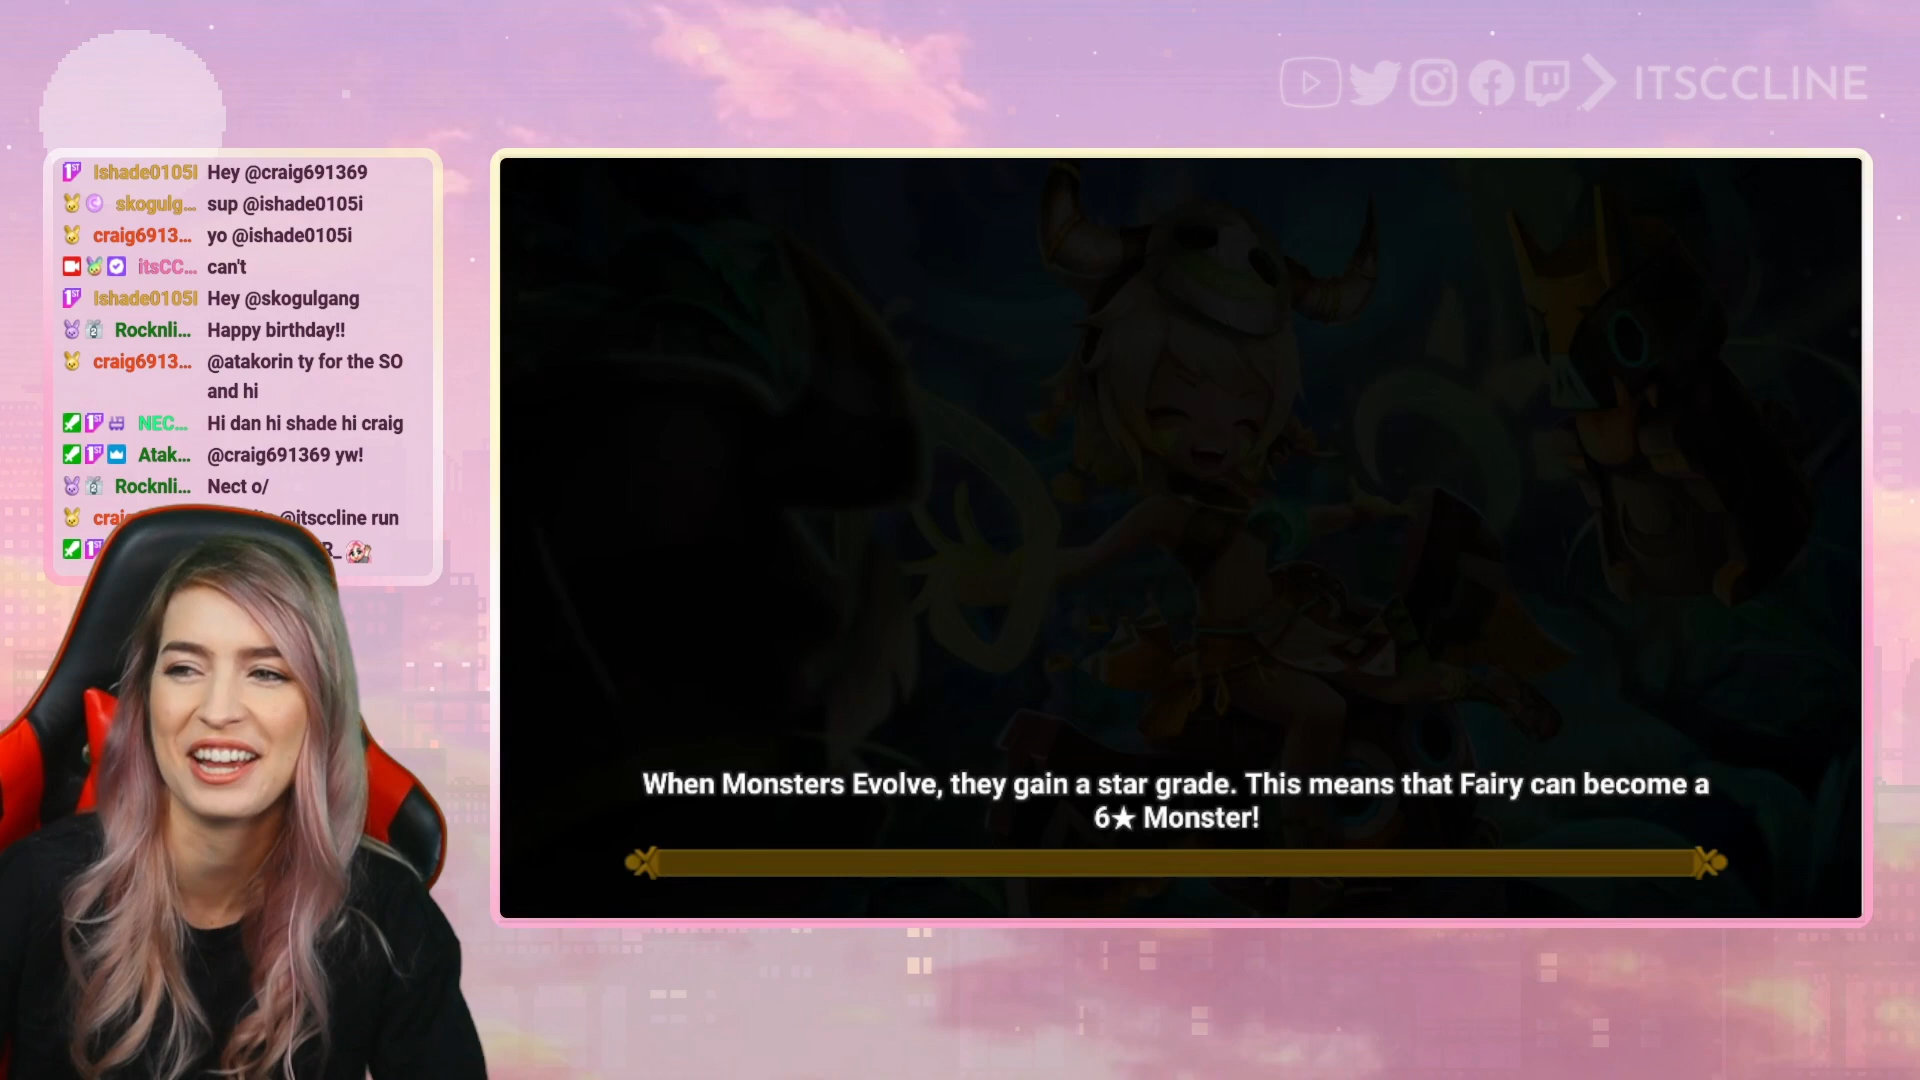 ITSCCLINE
Ishade0105I Hey @craig691369
skogulg... sup @ishade0105i
craig6913... yo @ishade0105i
itsCC... can't
Ishade0105I Hey @skogulgang
Rocknli... Happy birthday!!
craig6913... @atakorin ty for the SO
and hi
NEC... Hi dan hi shade hi craig
Atak... @craig691369 yw!
Rocknli... Nect o/
@itsccline run
When Monsters Evolve, they gain a star grade. This means that Fairy can become a
6★ Monster!